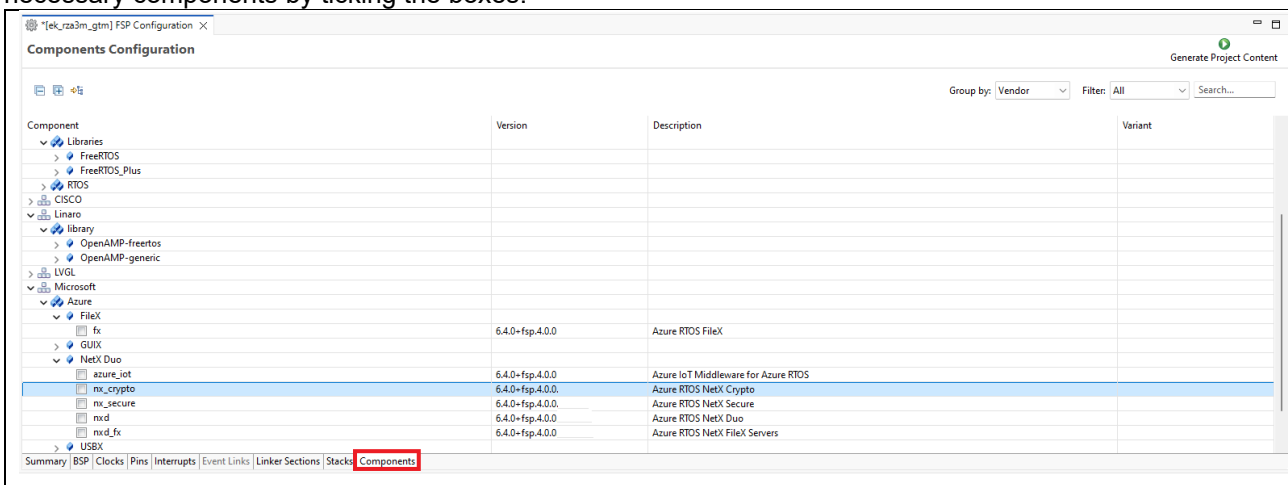 necessary components by ticking the boxes.
*[ek_rza3m_gtm] FSP Configuration
Components Configuration
Generate Project Content
Group by: Vendor Filter: All Search...
Component Version Description Variant
Libraries
FreeRTOS
FreeRTOS_Plus
RTOS
CISCO
Linaro
library
OpenAMP-freertos
OpenAMP-generic
LVGL
Microsoft
Azure
FileX
fx 6.4.0+fsp.4.0.0 Azure RTOS FileX
GUIX
NetX Duo
azure_iot 6.4.0+fsp.4.0.0 Azure IoT Middleware for Azure RTOS
nx_crypto 6.4.0+fsp.4.0.0. Azure RTOS NetX Crypto
nx_secure 6.4.0+fsp.4.0.0. Azure RTOS NetX Secure
nxd 6.4.0+fsp.4.0.0 Azure RTOS NetX Duo
nxd_fx 6.4.0+fsp.4.0.0 Azure RTOS NetX FileX Servers
USBX
Summary BSP Clocks Pins Interrupts Event Links Linker Sections Stacks Components